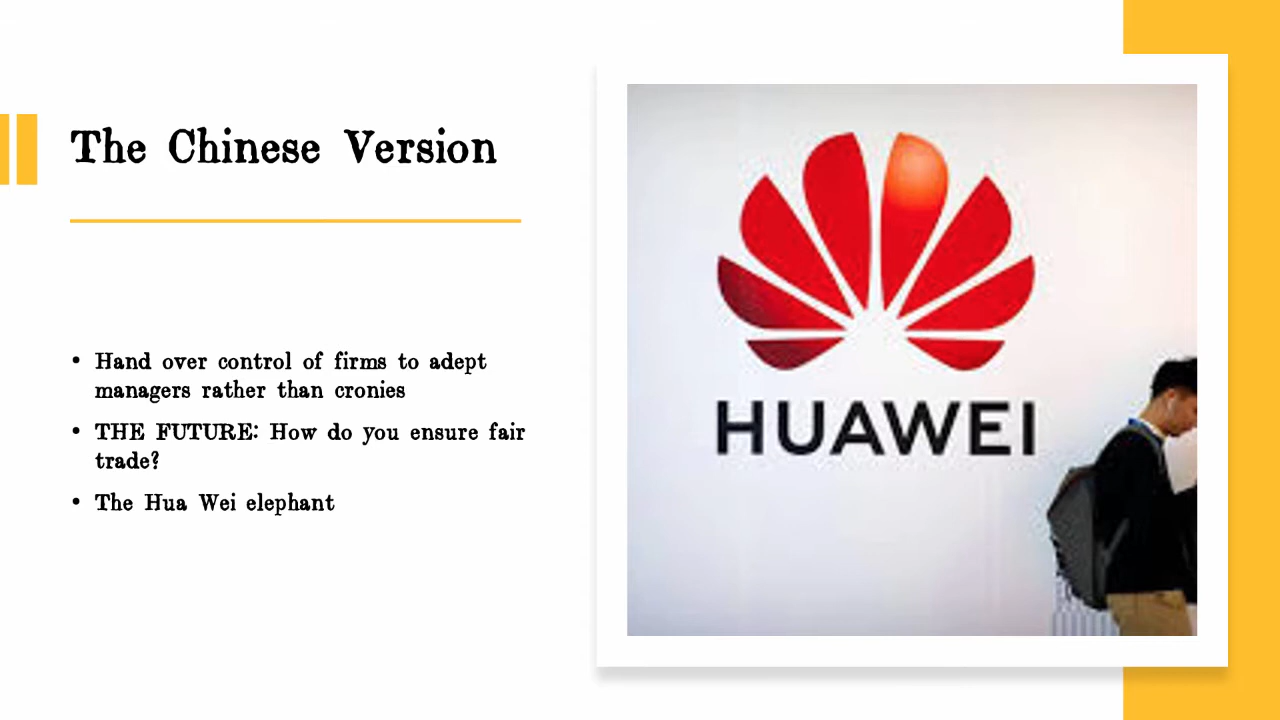 The Chinese Version
• Hand over control of firms to adept
managers rather than cronies
• THE FUTURE: How do you ensure fair
trade?
• The Hua Wei elephant
HUAWEI